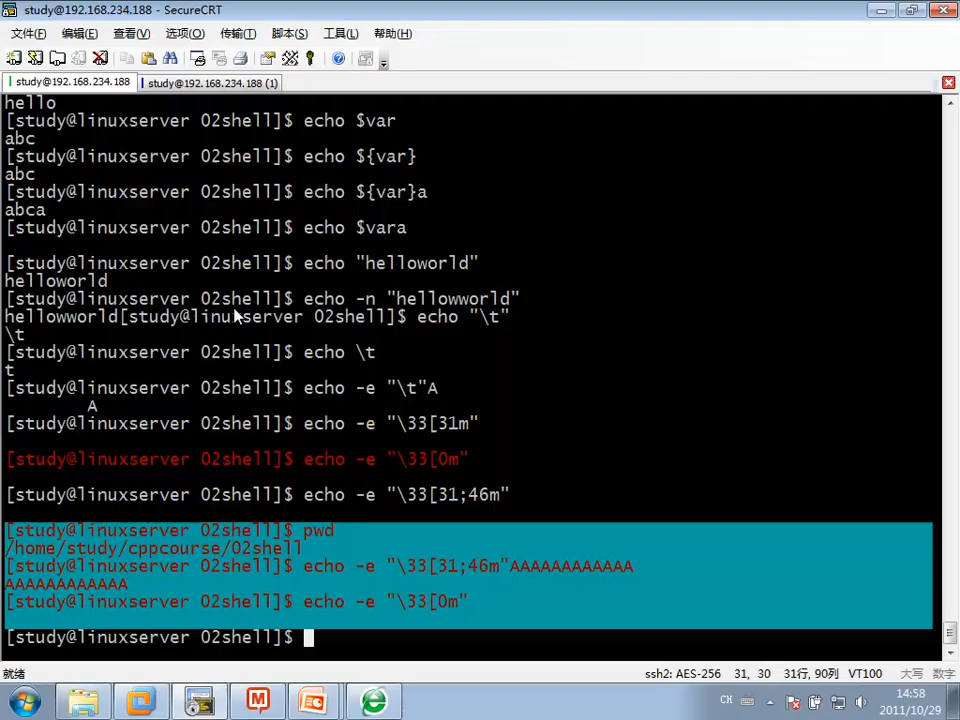 study@192.168.234.188 - SecureCRT
文件(F) 编辑(E) 查看(V) 选项(O) 传输(T) 脚本(S) 工具(L) 帮助(H)
study@192.168.234.188 study@192.168.234.188 (1)
hello
[study@linuxserver 02shell]$ echo $var
abc
[study@linuxserver 02shell]$ echo ${var}
abc
[study@linuxserver 02shell]$ echo ${var}a
abca
[study@linuxserver 02shell]$ echo $vara
[study@linuxserver 02shell]$ echo "helloworld"
helloworld
[study@linuxserver 02shell]$ echo -n "hellowworld"
hellowworld[study@linuxserver 02shell]$ echo "\t"
\t
[study@linuxserver 02shell]$ echo \t
t
[study@linuxserver 02shell]$ echo -e "\t"A
A
[study@linuxserver 02shell]$ echo -e "\33[31m"
[study@linuxserver 02shell]$ echo -e "\33[0m"
[study@linuxserver 02shell]$ echo -e "\33[31;46m"
[study@linuxserver 02shell]$ pwd
/home/study/cppcourse/02shell
[study@linuxserver 02shell]$ echo -e "\33[31;46m"AAAAAAAAAAAA
AAAAAAAAAAAA
[study@linuxserver 02shell]$ echo -e "\33[0m"
[study@linuxserver 02shell]$
就绪 ssh2: AES-256 31, 30 31行, 90列 VT100 大写 数字
CH 14:58
2011/10/29